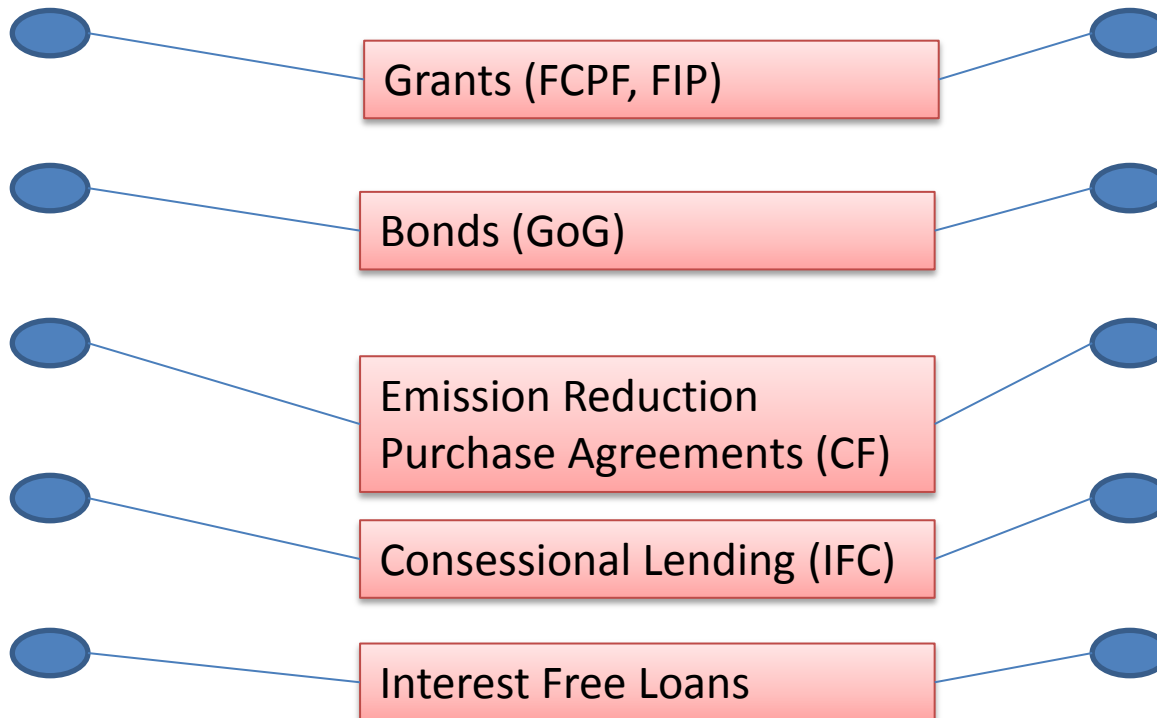 Grants (FCPF, FIP)
Bonds (GoG)
Emission Reduction
Purchase Agreements (CF)
Consessional Lending (IFC)
Interest Free Loans